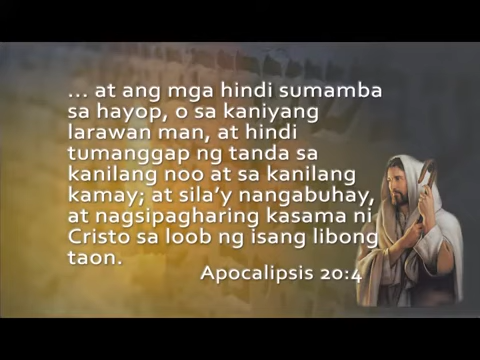 ... at ang mga hindi sumamba
sa hayop, o sa kaniyang
larawan man, at hindi
tumanggap ng tanda sa
kanilang noo at sa kanilang
kamay; at sila'y nangabuhay,
at nagsipagharing kasama ni
Cristo sa loob ng isang libong
taon.
Apocalipsis 20:4